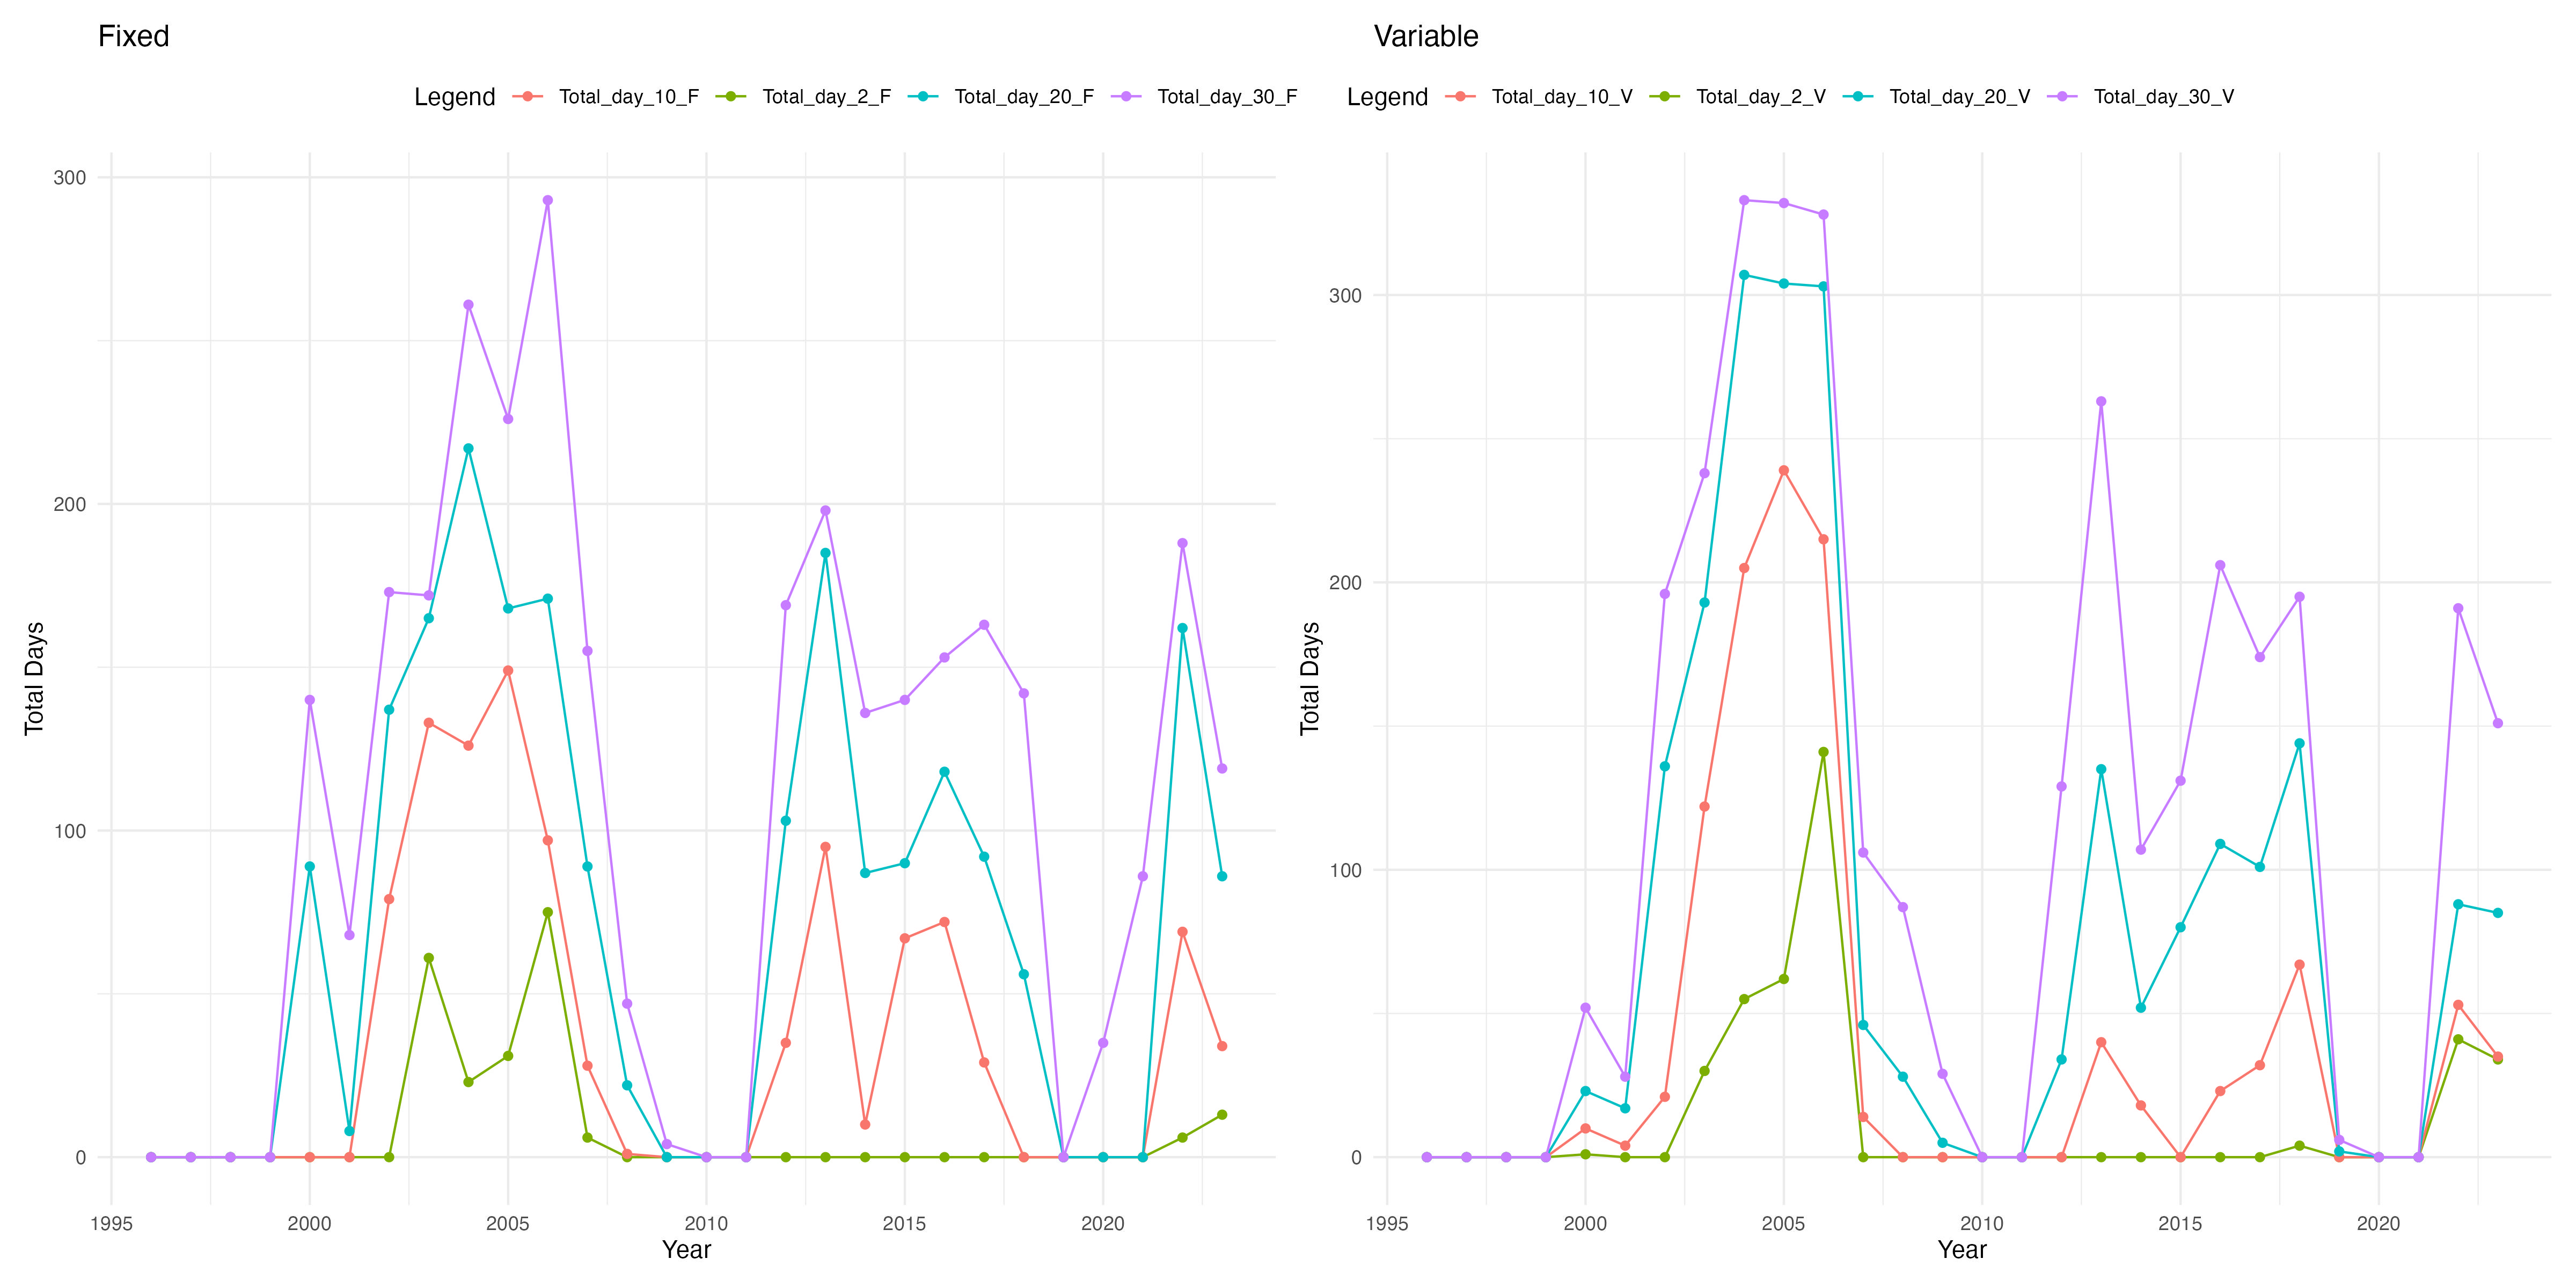 Fixed
Legend Total_day_10_F Total_day_2_F Total_day_20_F Total_day_30_F
Total Days
300
200
100
0
1995 2000 2005 2010 2015 2020
Year
Variable
Legend Total_day_10_V Total_day_2_V Total_day_20_V Total_day_30_V
Total Days
300
200
100
0
1995 2000 2005 2010 2015 2020
Year